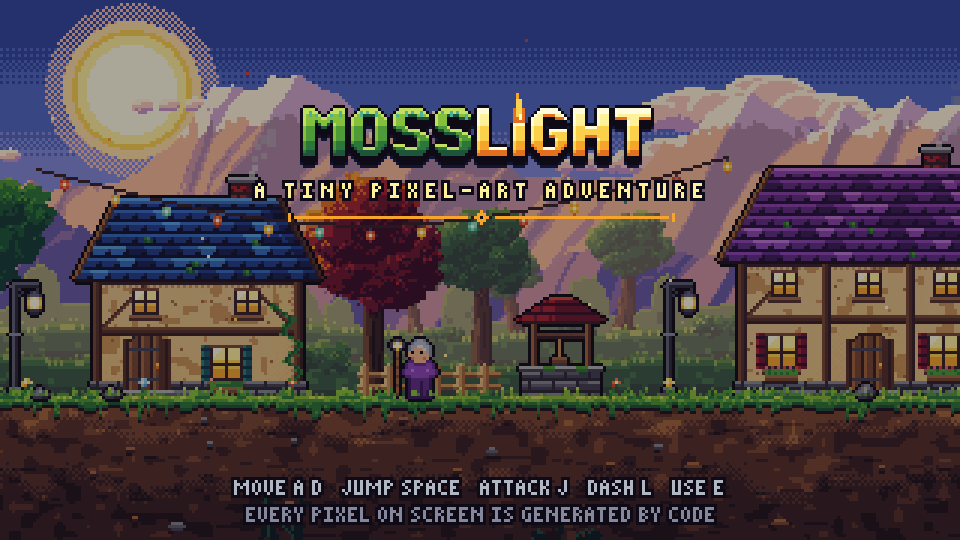 MOSSLIGHT
A TINY PIXEL-ART ADVENTURE
MOVE A D JUMP SPACE ATTACK J DASH L USE E
EVERY PIXEL ON SCREEN IS GENERATED BY CODE